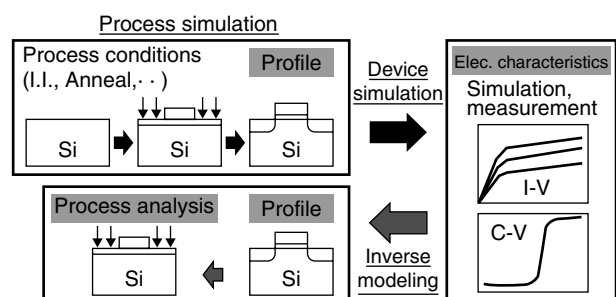 Process simulation
Process conditions
(I.I., Anneal,··)
Profile
Si
Si
Si
Device
simulation
Elec. characteristics
Simulation,
measurement
I-V
C-V
Process analysis
Profile
Si
Si
Inverse
modeling